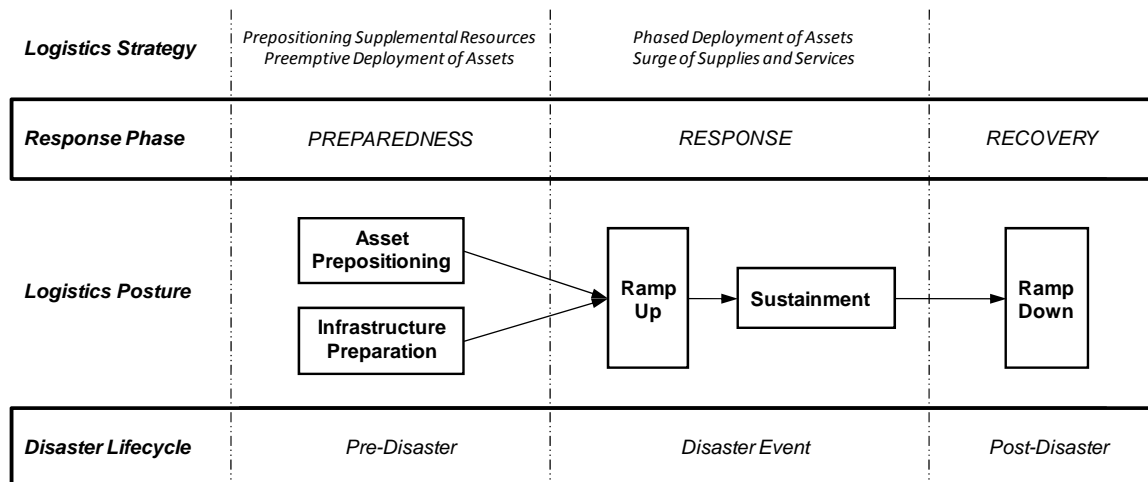 Logistics Strategy
Prepositioning Supplemental Resources
Preemptive Deployment of Assets
Phased Deployment of Assets
Surge of Supplies and Services
Response Phase
PREPAREDNESS
RESPONSE
RECOVERY
Logistics Posture
Asset
Prepositioning
Infrastructure
Preparation
Ramp
Up
Sustainment
Ramp
Down
Disaster Lifecycle
Pre-Disaster
Disaster Event
Post-Disaster